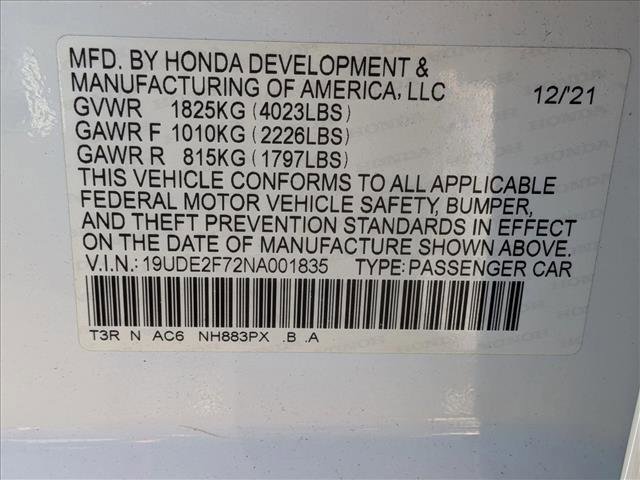 MFD. BY HONDA DEVELOPMENT &
MANUFACTURING OF AMERICA, LLC 12/'21
GVWR 1825KG (4023LBS)
GAWR F 1010KG (2226LBS)
GAWR R 815KG (1797LBS)
THIS VEHICLE CONFORMS TO ALL APPLICABLE
FEDERAL MOTOR VEHICLE SAFETY, BUMPER,
AND THEFT PREVENTION STANDARDS IN EFFECT
ON THE DATE OF MANUFACTURE SHOWN ABOVE.
V.I.N.: 19UDE2F72NA001835 TYPE: PASSENGER CAR
T3R N AC6 NH883PX .B .A